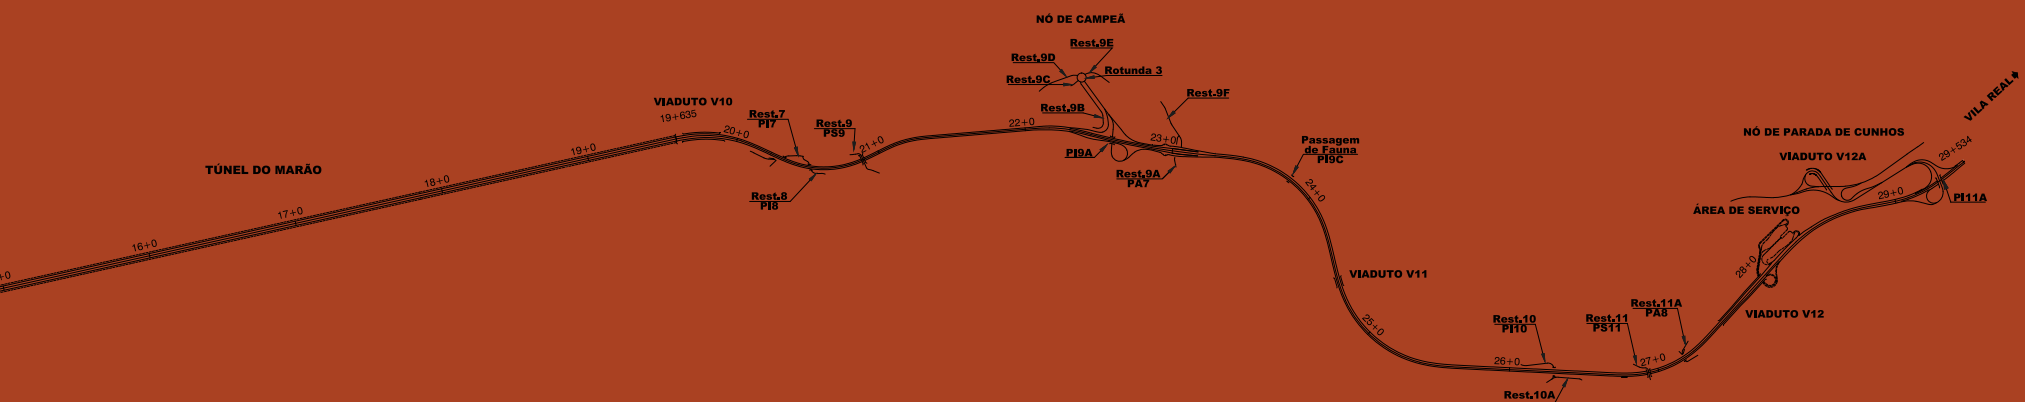 NÓ DE CAMPEÃ
Rest.9E
Rest.9D
Rotunda 3
Rest.9C
Rest.9F
Rest.9B
VIADUTO V10
19+635
Rest.7
PI7
Rest.9
PS9
20+0
21+0
22+0
23+0
PI9A
Rest.9A
PA7
Passagem
de Fauna
PI9C
24+0
TÚNEL DO MARÃO
19+0
18+0
17+0
16+0
+0
Rest.8
PI8
VILA REAL
NÓ DE PARADA DE CUNHOS
VIADUTO V12A
29+534
29+0
PI11A
ÁREA DE SERVIÇO
28+0
VIADUTO V11
VIADUTO V12
25+0
Rest.10
PI10
Rest.11
PS11
Rest.11A
PA8
26+0
27+0
Rest.10A